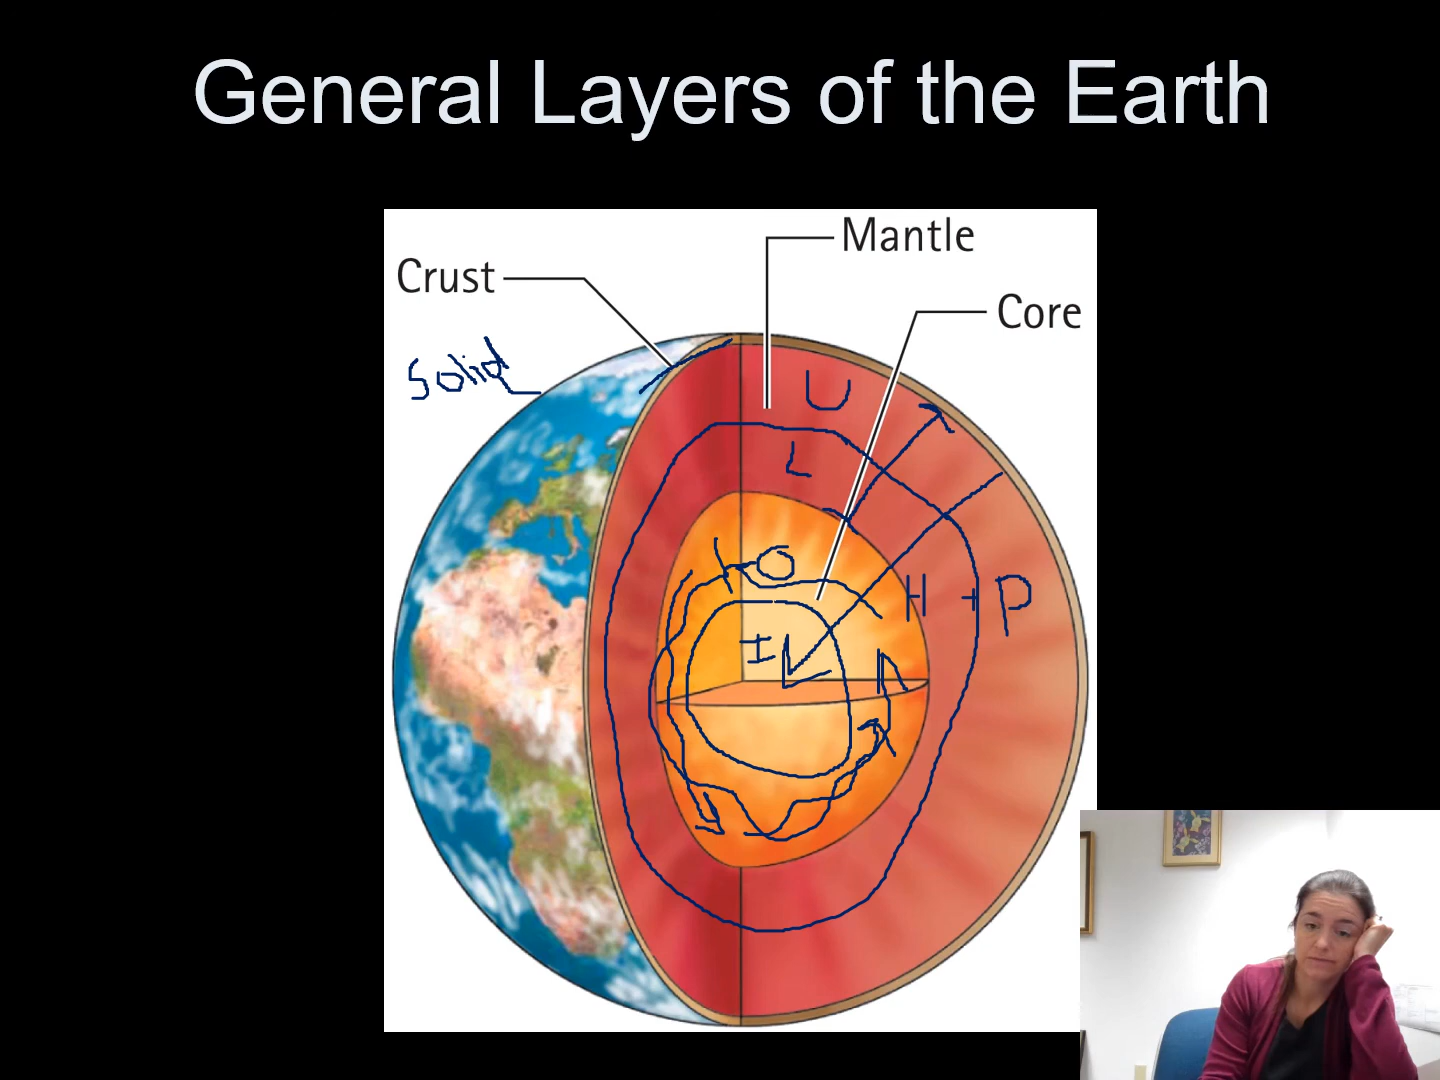 General Layers of the Earth
Mantle
Crust
Core
Solid
U
L
O
H + P
I